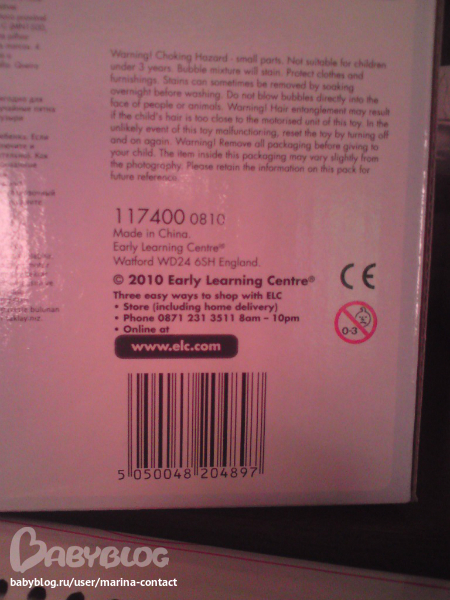 Warning! Choking Hazard - small parts. Not suitable for children
under 3 years. Bubble mixture will stain. Protect clothes and
furnishings. Stains can sometimes be removed by soaking
overnight before washing. Do not blow bubbles directly into the
face of people or animals. Warning! Hair entanglement may result
if the child's hair is too close to the motorised unit of this toy. In the
unlikely event of this toy malfunctioning, reset the toy by turning off
and on again. Warning! Remove all packaging before giving to
your child. The item inside this packaging may vary slightly from
the photography. Please retain the information on this pack for
future reference.
117400 0810
Made in China.
Early Learning Centre®
Watford WD24 6SH England.
© 2010 Early Learning Centre®
CE
Three easy ways to shop with ELC
• Store (including home delivery)
• Phone 0871 231 3511 8am – 10pm
• Online at
www.elc.com
0-3
5 050048 204897
BABYBLOG
babyblog.ru/user/marina-contact